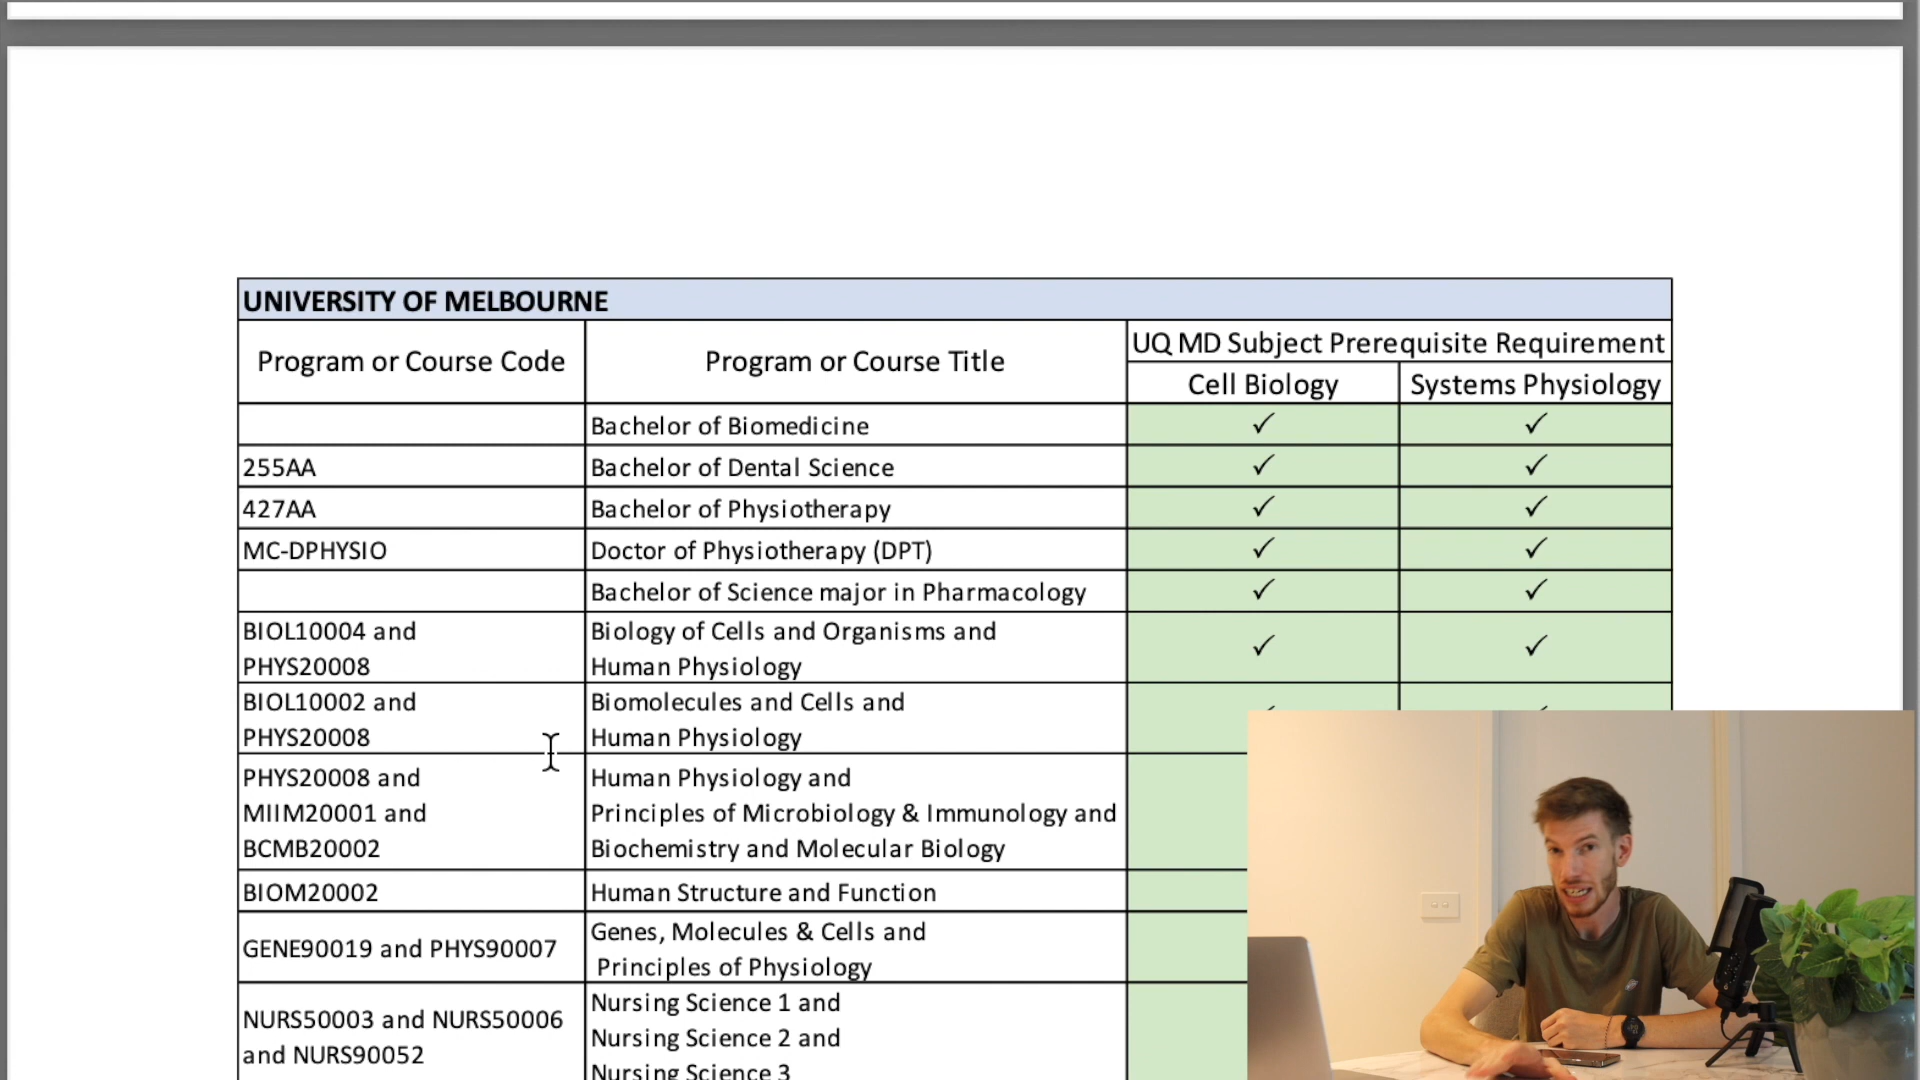 UNIVERSITY OF MELBOURNE
Program or Course Code
Program or Course Title
UQ MD Subject Prerequisite Requirement
Cell Biology
Systems Physiology
Bachelor of Biomedicine
✓
✓
255AA
Bachelor of Dental Science
✓
✓
427AA
Bachelor of Physiotherapy
✓
✓
MC-DPHYSIO
Doctor of Physiotherapy (DPT)
✓
✓
Bachelor of Science major in Pharmacology
✓
✓
BIOL10004 and
PHYS20008
Biology of Cells and Organisms and
Human Physiology
✓
✓
BIOL10002 and
PHYS20008
Biomolecules and Cells and
Human Physiology
PHYS20008 and
MIIM20001 and
BCMB20002
Human Physiology and
Principles of Microbiology & Immunology and
Biochemistry and Molecular Biology
BIOM20002
Human Structure and Function
GENE90019 and PHYS90007
Genes, Molecules & Cells and
Principles of Physiology
NURS50003 and NURS50006
and NURS90052
Nursing Science 1 and
Nursing Science 2 and
Nursing Science 3